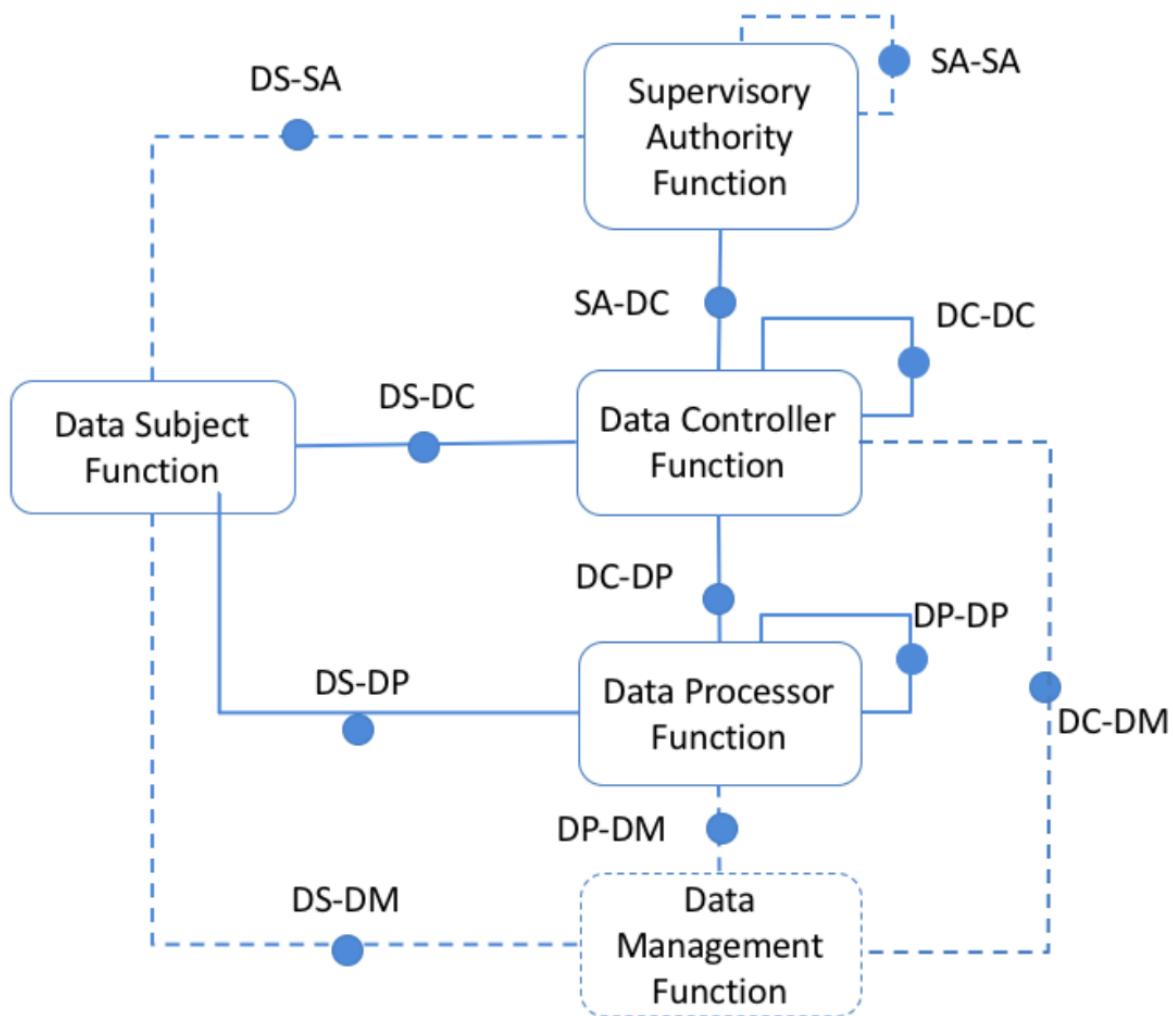 SA-SA
DS-SA
Supervisory
Authority
Function
SA-DC
DC-DC
DS-DC
Data Subject
Function
Data Controller
Function
DC-DP
DP-DP
DS-DP
Data Processor
Function
DC-DM
DP-DM
DS-DM
Data
Management
Function